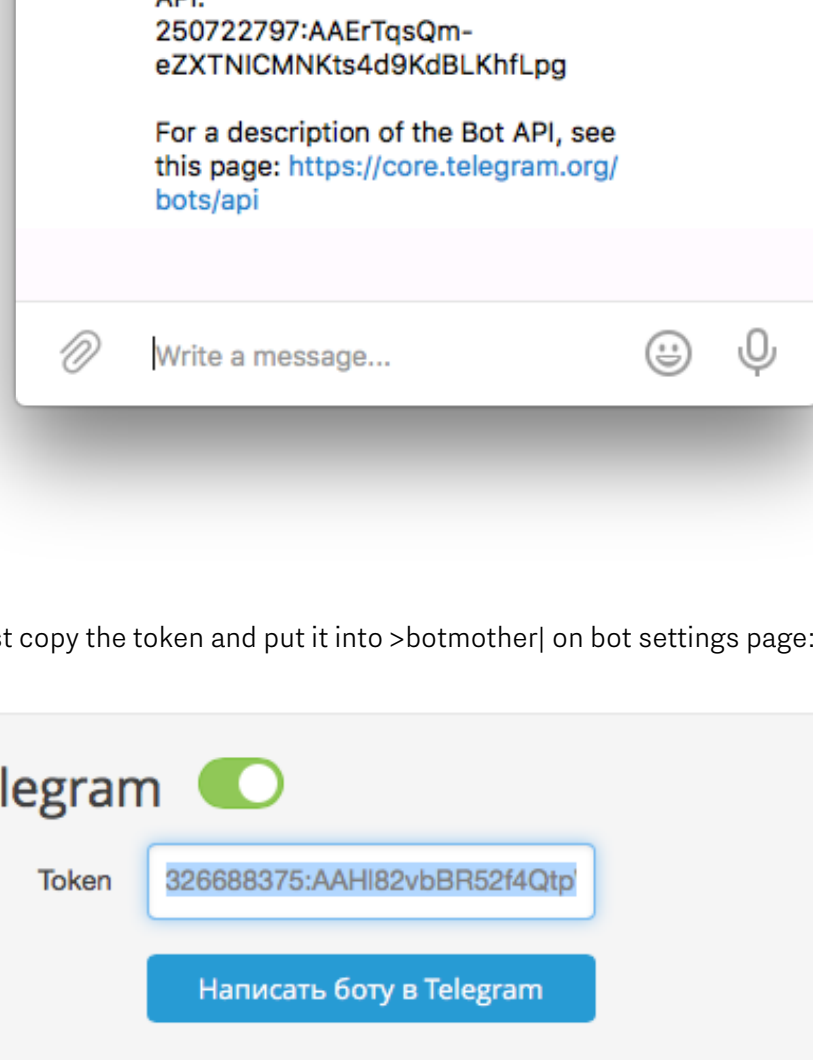 API:
250722797:AAErTqsQm-
eZXTNICMNKts4d9KdBLKhfLpg
For a description of the Bot API, see
this page: https://core.telegram.org/
bots/api
Write a message...
st copy the token and put it into >botmother| on bot settings page:
legram
Token
326688375:AAHl82vbBR52f4Qtp
Написать боту в Telegram